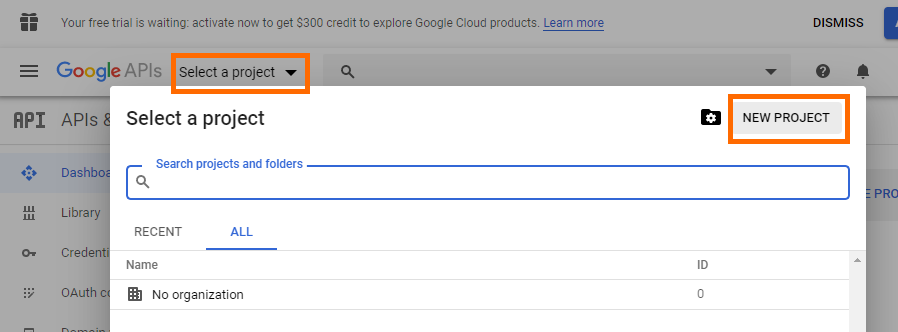 Your free trial is waiting: activate now to get $300 credit to explore Google Cloud products. Learn more
DISMISS
Google APIs
Select a project
API APIs &
Select a project
NEW PROJECT
Search projects and folders
Dashboa
Library
E PRO
RECENT
ALL
Credenti
Name
ID
OAuth co
No organization
0